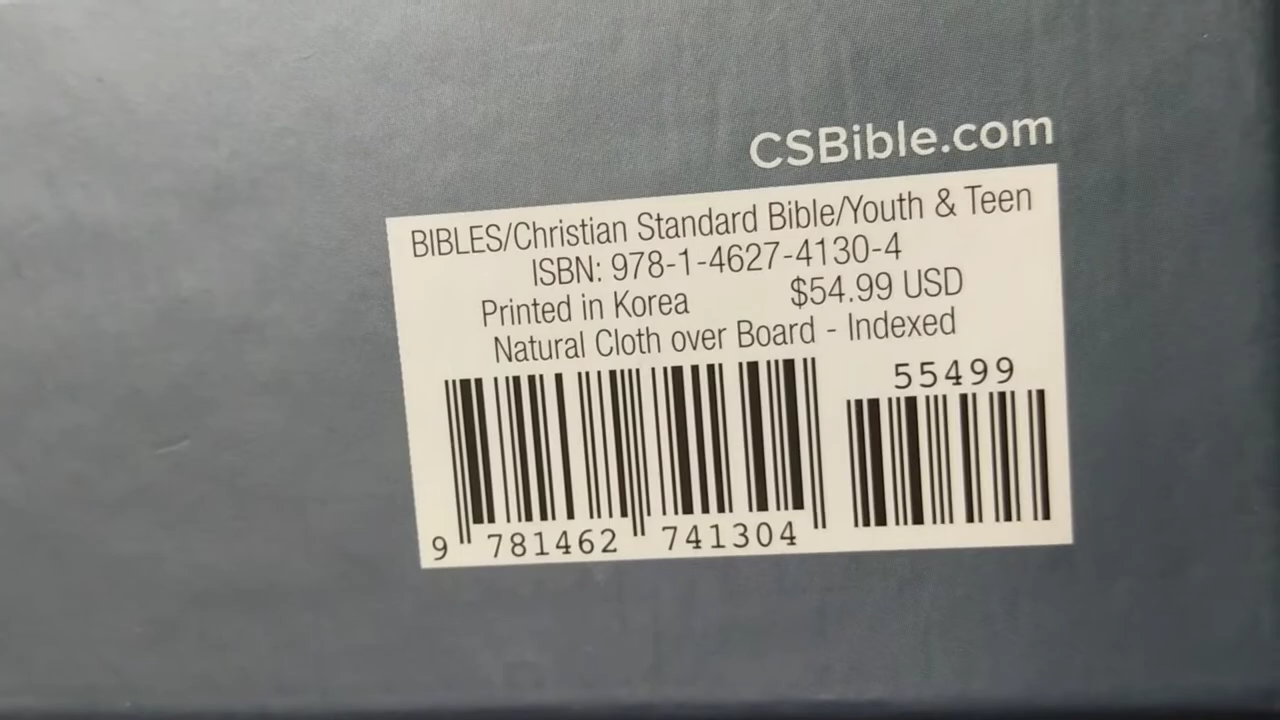 CSBible.com
BIBLES/Christian Standard Bible/Youth & Teen
ISBN: 978-1-4627-4130-4
Printed in Korea $54.99 USD
Natural Cloth over Board - Indexed
55499
9 781462 741304